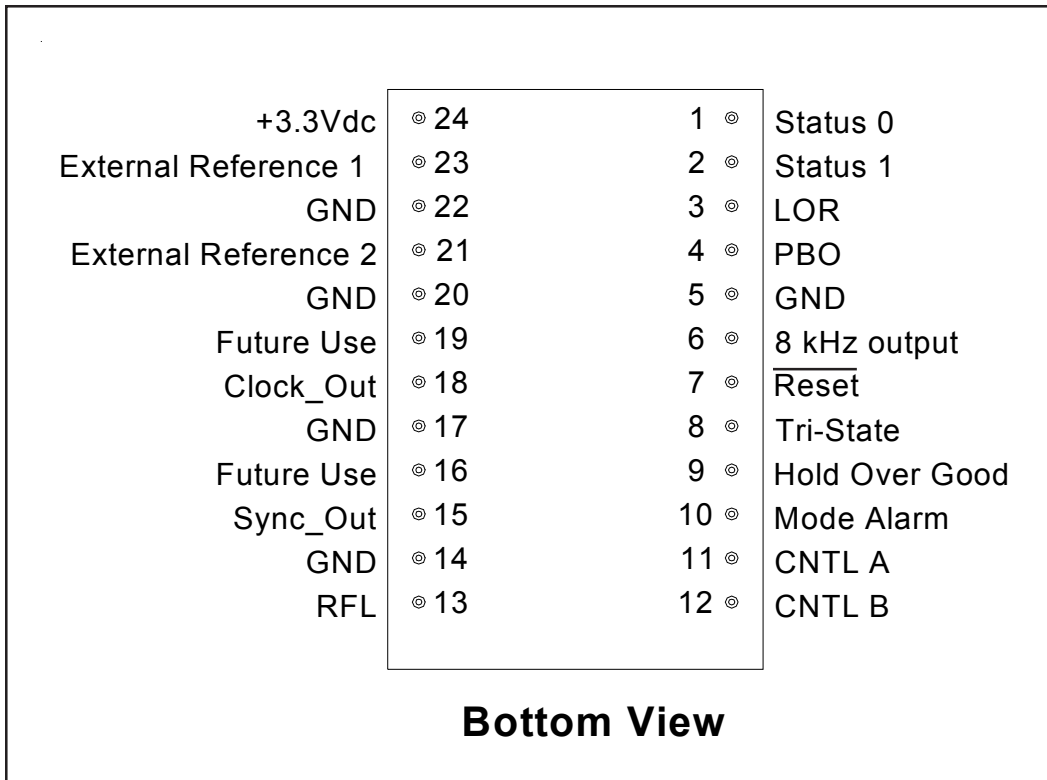 +3.3Vdc 24 1 Status 0
External Reference 1 23 2 Status 1
GND 22 3 LOR
External Reference 2 21 4 PBO
GND 20 5 GND
Future Use 19 6 8 kHz output
Clock_Out 18 7 Reset
GND 17 8 Tri-State
Future Use 16 9 Hold Over Good
Sync_Out 15 10 Mode Alarm
GND 14 11 CNTL A
RFL 13 12 CNTL B
Bottom View